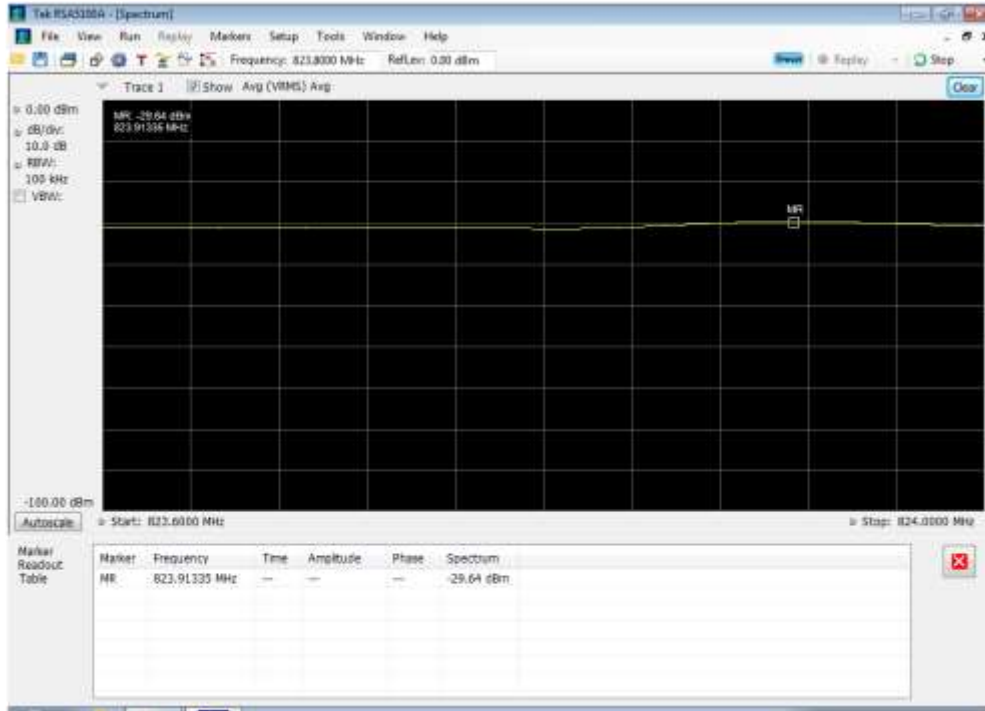 Tek RSA5100A - [Spectrum]
File View Run Replay Markers Setup Tools Window Help
T Frequency: 823.8000 MHz RefLev: 0.00 dBm Preset Replay Stop
Trace 1 Show Avg (VRMS) Avg Clear
0.00 dBm
dB/div:
10.0 dB
RBW:
100 kHz
VBW:
MR: -29.64 dBm
823.91335 MHz
MR
-100.00 dBm
Autoscale Start: 823.6000 MHz Stop: 824.0000 MHz
Marker
Readout
Table
Marker Frequency Time Amplitude Phase Spectrum
MR 823.91335 MHz --- --- --- -29.64 dBm